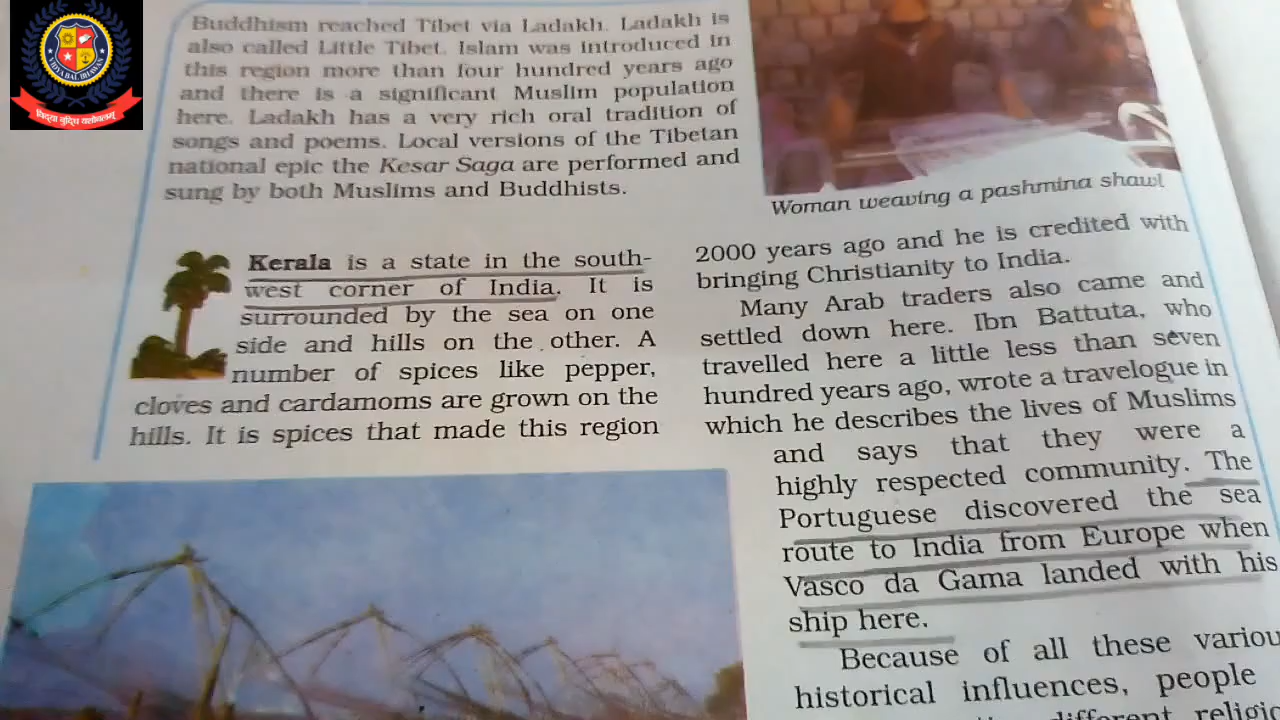 VIDYA BAL BHAWAN
Buddhism reached Tibet via Ladakh. Ladakh is
also called Little Tibet. Islam was introduced in
this region more than four hundred years ago
and there is a significant Muslim population
here. Ladakh has a very rich oral tradition of
songs and poems. Local versions of the Tibetan
national epic the Kesar Saga are performed and
sung by both Muslims and Buddhists.
Woman weaving a pashmina shawl
Kerala is a state in the south-
west corner of India. It is
surrounded by the sea on one
side and hills on the other. A
number of spices like pepper,
cloves and cardamoms are grown on the
hills. It is spices that made this region
2000 years ago and he is credited with
bringing Christianity to India.
Many Arab traders also came and
settled down here. Ibn Battuta, who
travelled here a little less than seven
hundred years ago, wrote a travelogue in
which he describes the lives of Muslims
and says that they were a
highly respected community. The
Portuguese discovered the sea
route to India from Europe when
Vasco da Gama landed with his
ship here.
Because of all these variou
historical influences, people
different religio